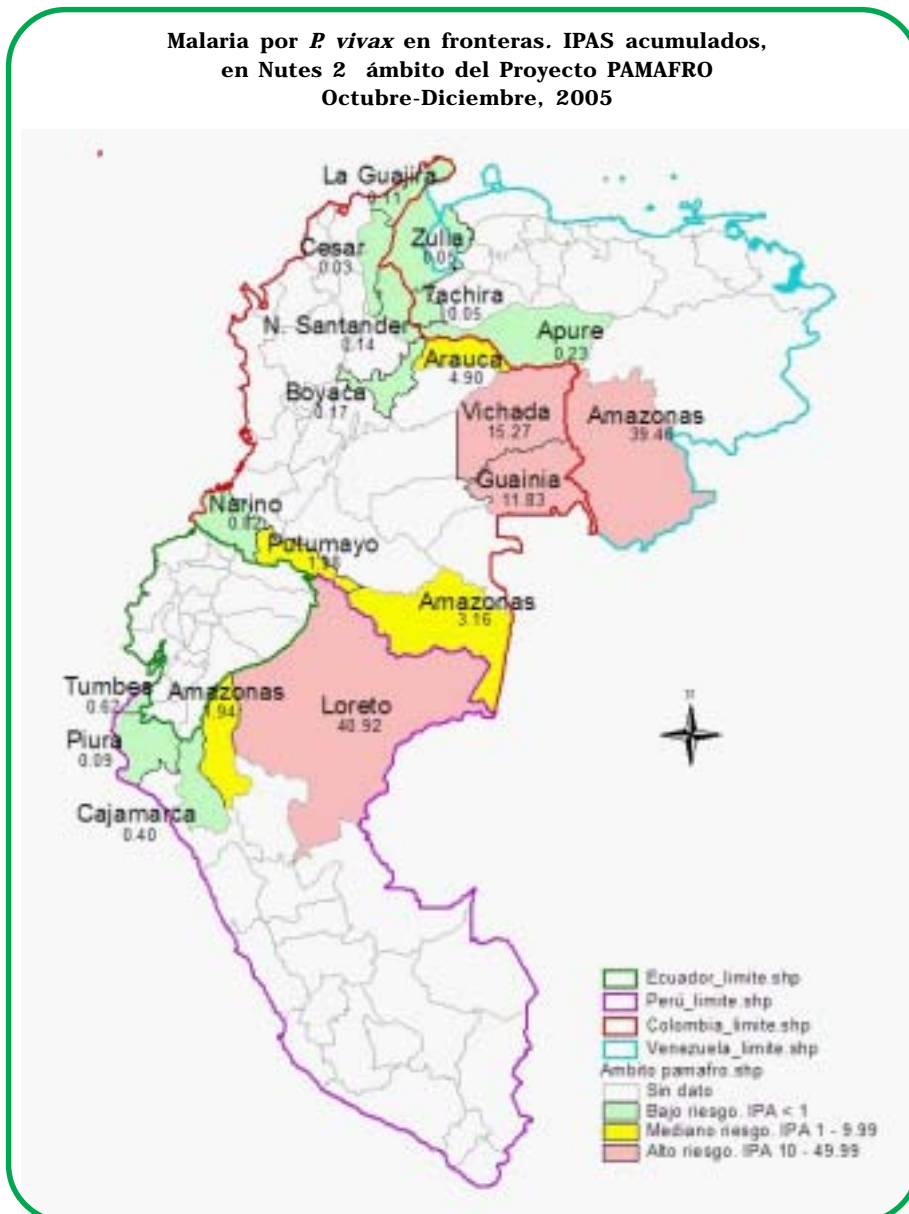 Malaria por P. vivax en fronteras. IPAS acumulados,
en Nutes 2 ámbito del Proyecto PAMAFRO
Octubre-Diciembre, 2005
La Guajira
0.11
Zulia
0.05
Cesar
0.03
Tachira
0.05
N. Santander
0.14
Apure
0.23
Arauca
4.90
Boyaca
0.17
Vichada
15.27
Amazonas
Guainia
11.83
Narino
Putumayo
Amazonas
3.16
Tumbes
0.62
Amazonas
1.94
Loreto
40.92
Piura
0.09
Cajamarca
0.40
Ecuador_limite.shp
Perú_limite.shp
Colombia_limite.shp
Venezuela_limite.shp
Ambito pamafro.shp
Sin dato
Bajo riesgo. IPA < 1
Mediano riesgo. IPA 1 - 9.99
Alto riesgo. IPA 10 - 49.99